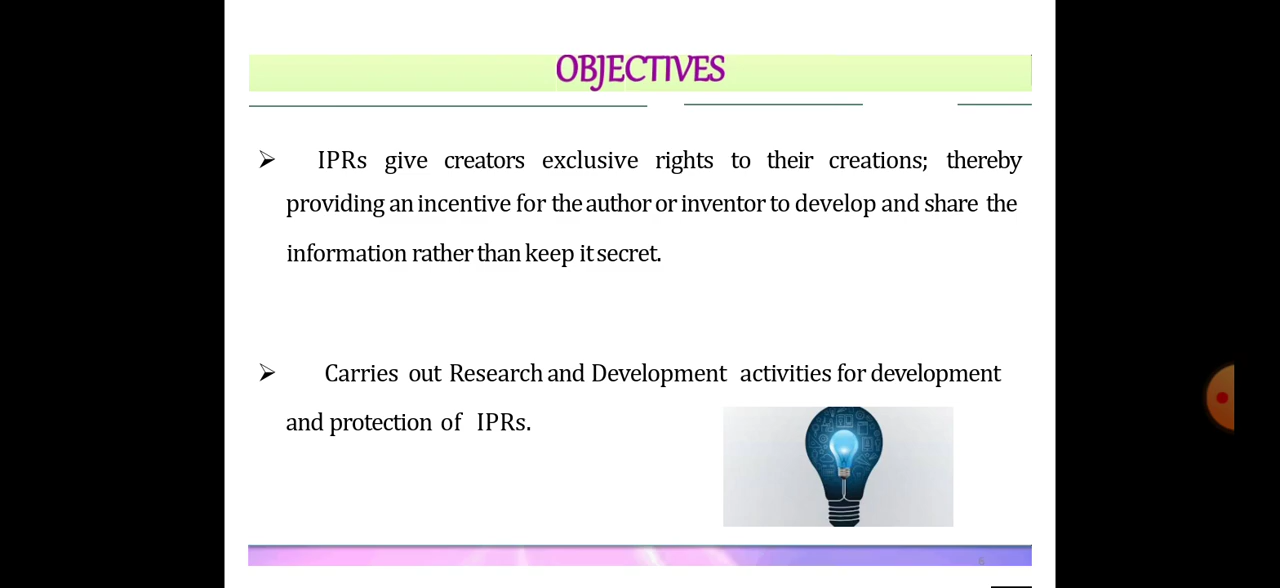 OBJECTIVES
➢ IPRs give creators exclusive rights to their creations; thereby
providing an incentive for the author or inventor to develop and share the
information rather than keep it secret.
➢ Carries out Research and Development activities for development
and protection of IPRs.
6